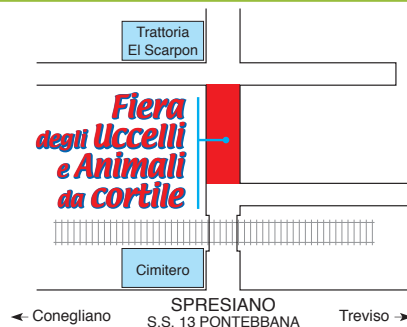 Trattoria
El Scarpon
Fiera
degli Uccelli
e Animali
da cortile
Cimitero
← Conegliano
SPRESIANO
S.S. 13 PONTEBBANA
Treviso →